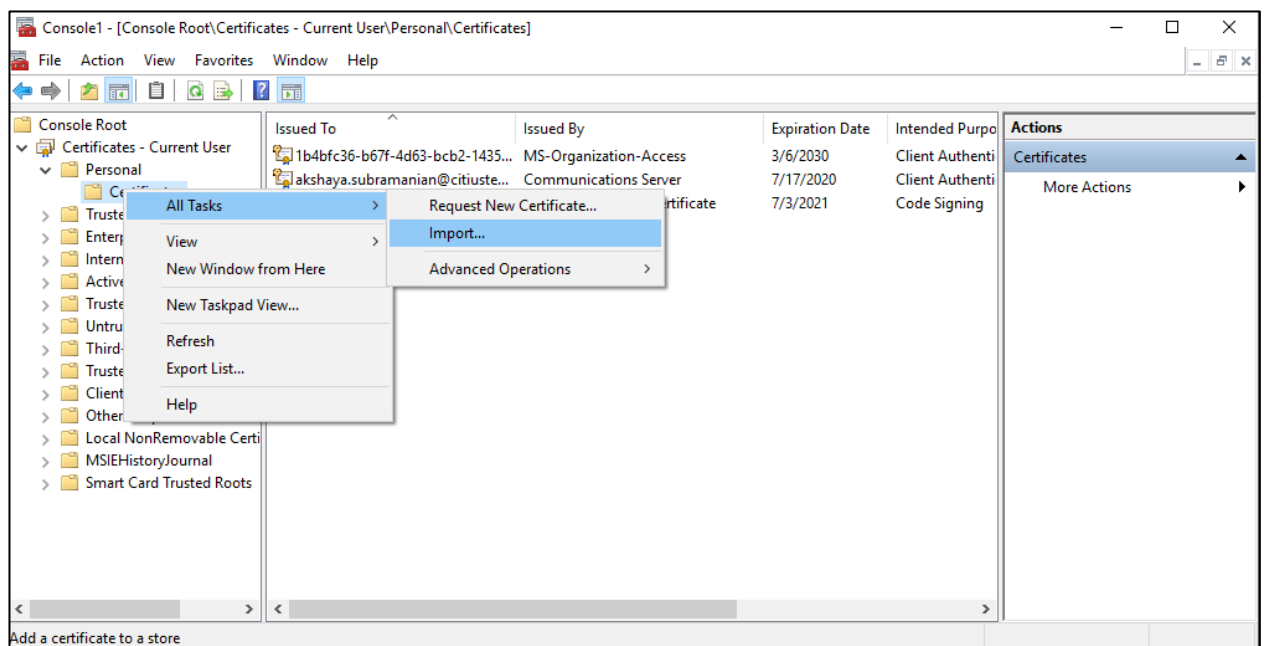 Console1 - [Console Root\Certificates - Current User\Personal\Certificates]
File Action View Favorites Window Help
Console Root
Certificates - Current User
Personal
Truste
Enterp
Intern
Active
Truste
Untru
Third-
Truste
Client
Other
Local NonRemovable Certi
MSIEHistoryJournal
Smart Card Trusted Roots
All Tasks
View
New Window from Here
New Taskpad View...
Refresh
Export List...
Help
Request New Certificate...
Import...
Advanced Operations
Issued To Issued By Expiration Date Intended Purpo
1b4bfc36-b67f-4d63-bcb2-1435... MS-Organization-Access 3/6/2030 Client Authenti
akshaya.subramanian@citiuste... Communications Server 7/17/2020 Client Authenti
rtificate 7/3/2021 Code Signing
Actions
Certificates
More Actions
Add a certificate to a store